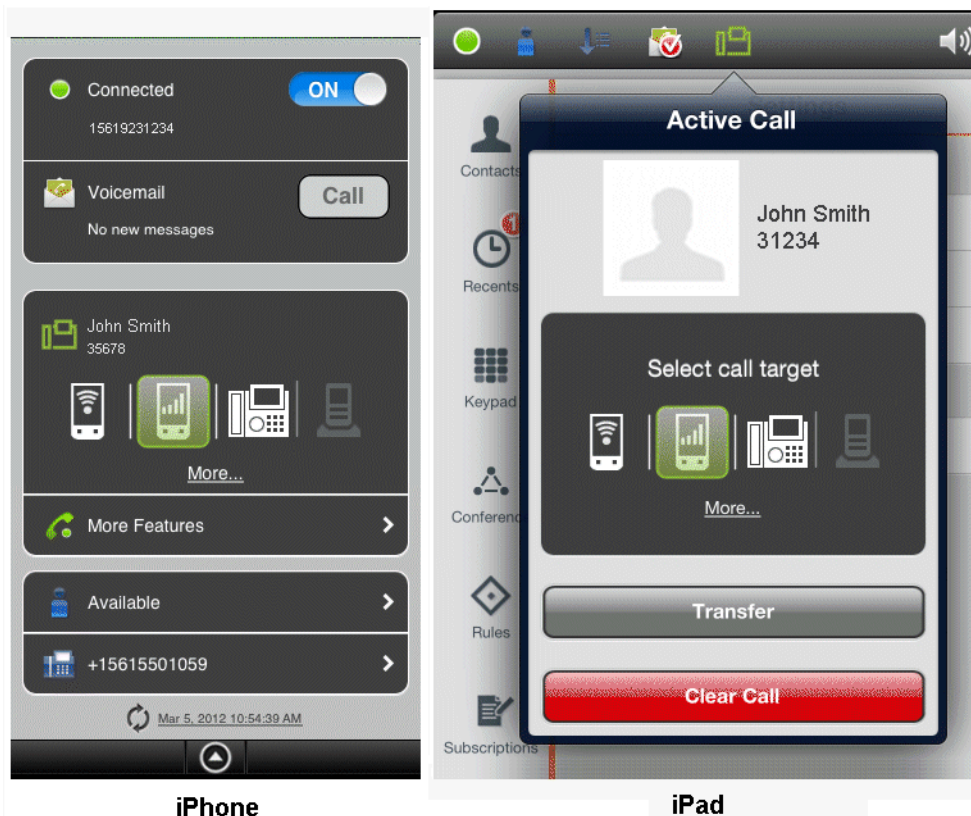 Connected
ON
15619231234
Voicemail
Call
No new messages
John Smith
35678
More...
More Features
Available
+15615501059
Mar 5, 2012 10:54:39 AM
iPhone
Active Call
Contacts
John Smith
31234
1
Recents
Select call target
Keypad
More...
Conferenc
Rules
Transfer
Clear Call
Subscriptions
iPad